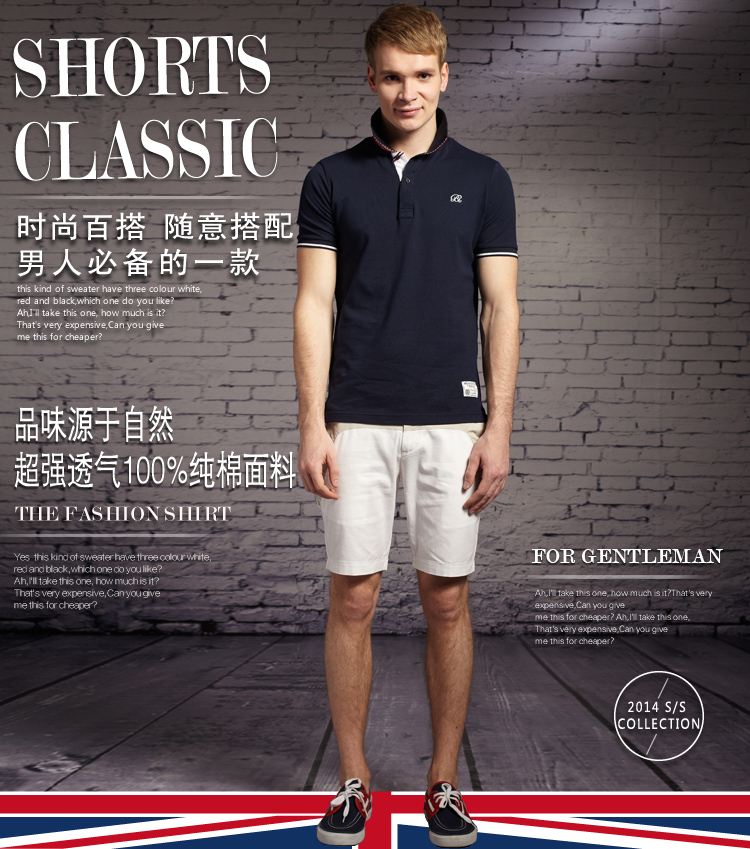 SHORTS
CLASSIC
时尚百搭 随意搭配
男人必备的一款
this kind of sweater have three colour white,
red and black,which one do you like?
Ah,I'll take this one, how much is it?
That's very expensive,Can you give
me this for cheaper?
品味源于自然
超强透气100%纯棉面料
THE FASHION SHIRT
Yes this kind of sweater have three colour white,
red and black,which one do you like?
Ah,I'll take this one, how much is it?
That's very expensive,Can you give
me this for cheaper?
FOR GENTLEMAN
Ah,I'll take this one, how much is it?That's very
expensive,Can you give
me this for cheaper? Ah,I'll take this one,
That's very expensive,Can you give
me this for cheaper?
2014 S/S
COLLECTION